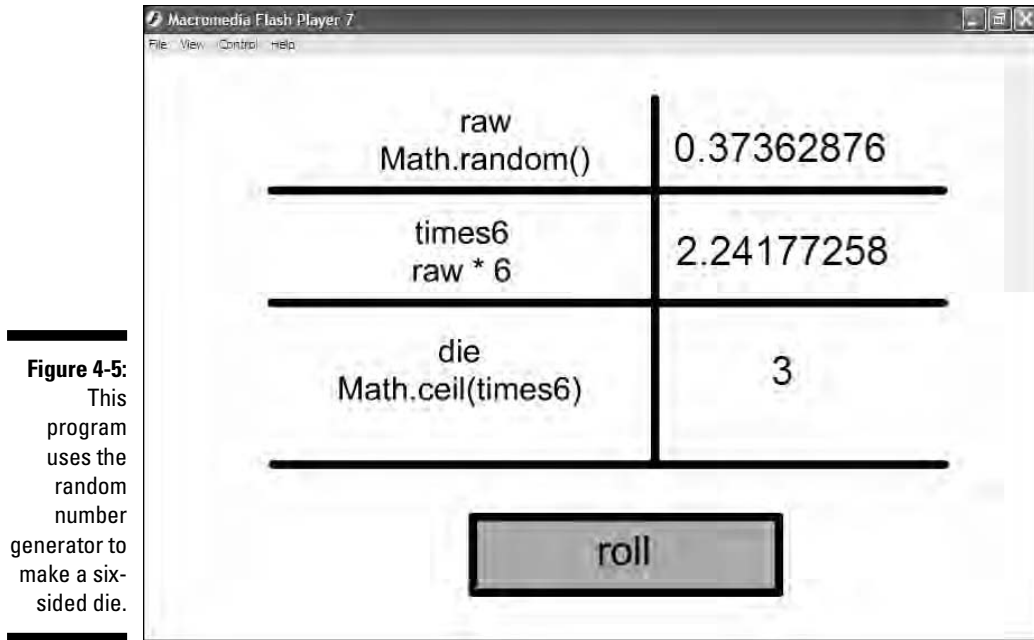 Macromedia Flash Player 7
File View Control Help
raw
Math.random()
0.37362876
times6
raw * 6
2.24177258
die
Math.ceil(times6)
3
roll
Figure 4-5:
This
program
uses the
random
number
generator to
make a six-
sided die.